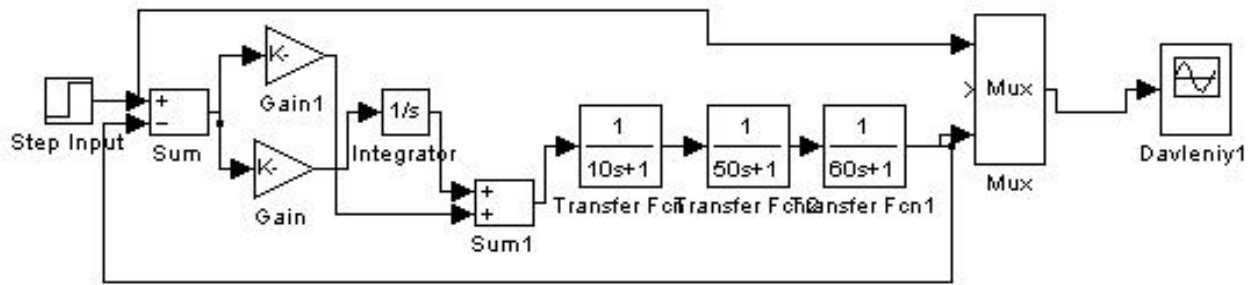 Step Input
+
−
Sum
K-
Gain1
K-
Gain
1/s
Integrator
+
+
Sum1
1
10s+1
Transfer Fcn
1
50s+1
Transfer Fcn2
1
60s+1
Transfer Fcn1
Mux
Mux
Davleniy1